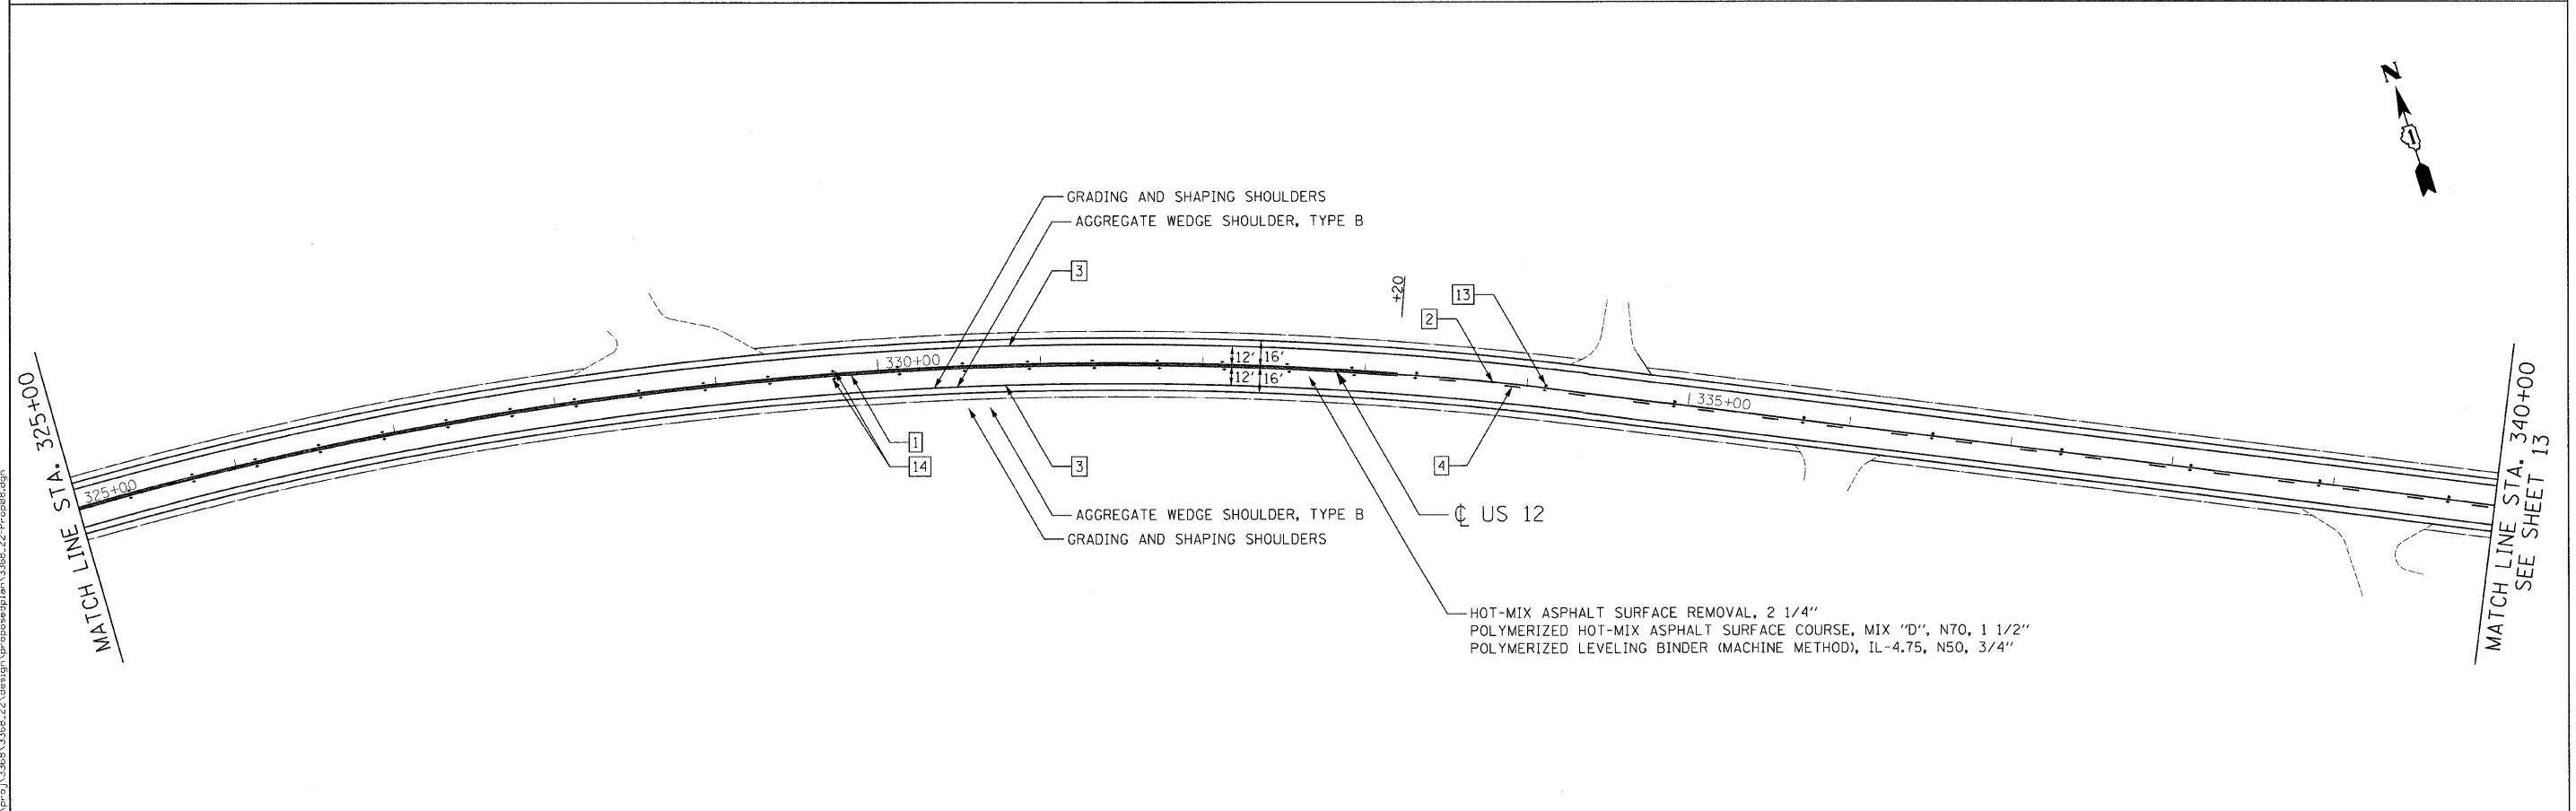 N
1
GRADING AND SHAPING SHOULDERS
AGGREGATE WEDGE SHOULDER, TYPE B
3
+20
13
2
330+00
12' 16'
12' 16'
335+00
MATCH LINE STA. 325+00
325+00
1
14
3
4
MATCH LINE STA. 340+00
SEE SHEET 13
AGGREGATE WEDGE SHOULDER, TYPE B
GRADING AND SHAPING SHOULDERS
℄ US 12
HOT-MIX ASPHALT SURFACE REMOVAL, 2 1/4"
POLYMERIZED HOT-MIX ASPHALT SURFACE COURSE, MIX "D", N70, 1 1/2"
POLYMERIZED LEVELING BINDER (MACHINE METHOD), IL-4.75, N50, 3/4"